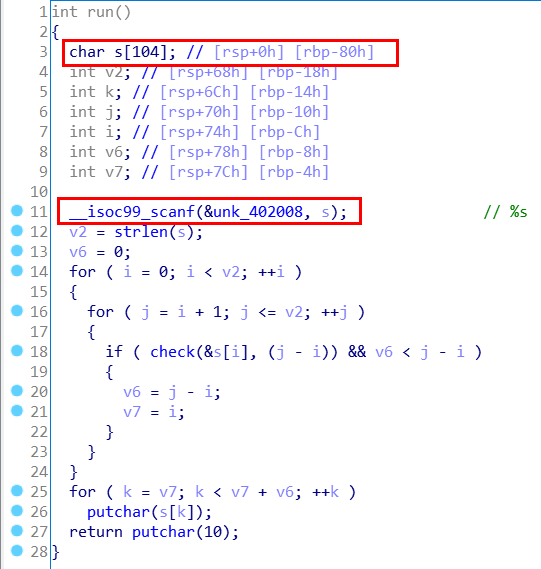 1 int run()
2 {
3 char s[104]; // [rsp+0h] [rbp-80h]
4 int v2; // [rsp+68h] [rbp-18h]
5 int k; // [rsp+6Ch] [rbp-14h]
6 int j; // [rsp+70h] [rbp-10h]
7 int i; // [rsp+74h] [rbp-Ch]
8 int v6; // [rsp+78h] [rbp-8h]
9 int v7; // [rsp+7Ch] [rbp-4h]
10
11 __isoc99_scanf(&unk_402008, s); // %s
12 v2 = strlen(s);
13 v6 = 0;
14 for ( i = 0; i < v2; ++i )
15 {
16 for ( j = i + 1; j <= v2; ++j )
17 {
18 if ( check(&s[i], (j - i)) && v6 < j - i )
19 {
20 v6 = j - i;
21 v7 = i;
22 }
23 }
24 }
25 for ( k = v7; k < v7 + v6; ++k )
26 putchar(s[k]);
27 return putchar(10);
28 }